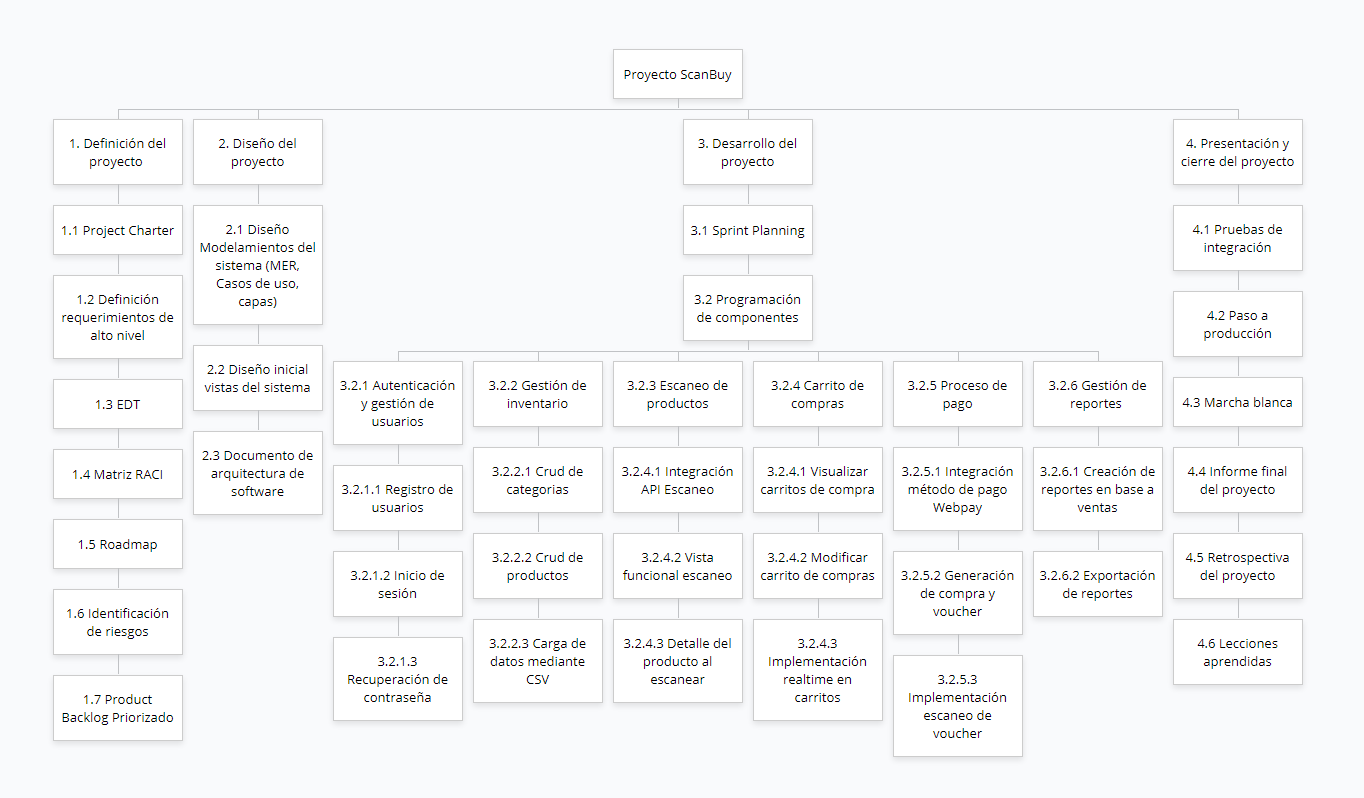 Proyecto ScanBuy
1. Definición del
proyecto
1.1 Project Charter
1.2 Definición
requerimientos de
alto nivel
1.3 EDT
1.4 Matriz RACI
1.5 Roadmap
1.6 Identificación
de riesgos
1.7 Product
Backlog Priorizado
2. Diseño del
proyecto
2.1 Diseño
Modelamientos del
sistema (MER,
Casos de uso,
capas)
2.2 Diseño inicial
vistas del sistema
2.3 Documento de
arquitectura de
software
3. Desarrollo del
proyecto
3.1 Sprint Planning
3.2 Programación
de componentes
3.2.1 Autenticación
y gestión de
usuarios
3.2.1.1 Registro de
usuarios
3.2.1.2 Inicio de
sesión
3.2.1.3
Recuperación de
contraseña
3.2.2 Gestión de
inventario
3.2.2.1 Crud de
categorias
3.2.2.2 Crud de
productos
3.2.2.3 Carga de
datos mediante
CSV
3.2.3 Escaneo de
productos
3.2.4.1 Integración
API Escaneo
3.2.4.2 Vista
funcional escaneo
3.2.4.3 Detalle del
producto al
escanear
3.2.4 Carrito de
compras
3.2.4.1 Visualizar
carritos de compra
3.2.4.2 Modificar
carrito de compras
3.2.4.3
Implementación
realtime en
carritos
3.2.5 Proceso de
pago
3.2.5.1 Integración
método de pago
Webpay
3.2.5.2 Generación
de compra y
voucher
3.2.5.3
Implementación
escaneo de
voucher
3.2.6 Gestión de
reportes
3.2.6.1 Creación de
reportes en base a
ventas
3.2.6.2 Exportación
de reportes
4. Presentación y
cierre del proyecto
4.1 Pruebas de
integración
4.2 Paso a
producción
4.3 Marcha blanca
4.4 Informe final
del proyecto
4.5 Retrospectiva
del proyecto
4.6 Lecciones
aprendidas